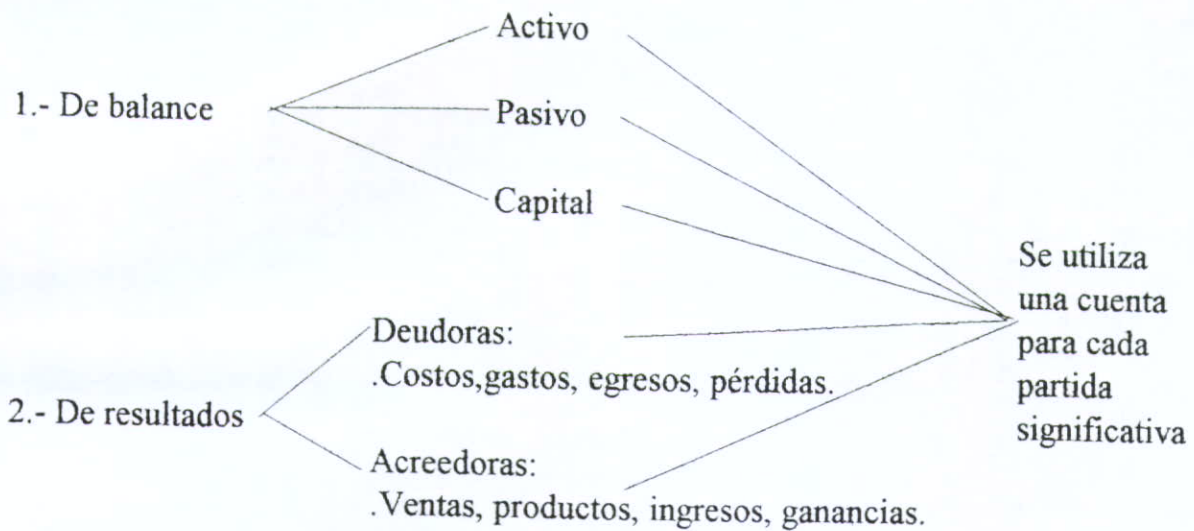 Activo
1.- De balance
Pasivo
Capital
Se utiliza
una cuenta
para cada
partida
significativa
Deudoras:
.Costos,gastos, egresos, pérdidas.
2.- De resultados
Acreedoras:
.Ventas, productos, ingresos, ganancias.